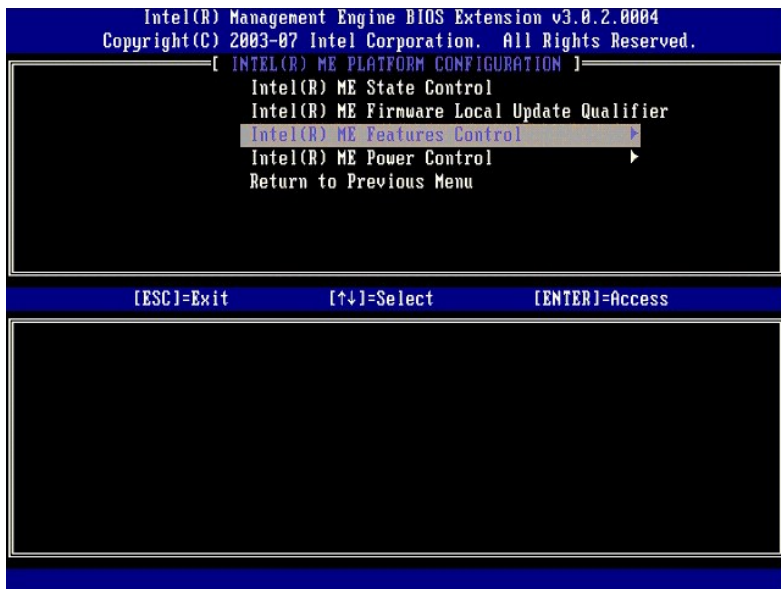 Intel(R) Management Engine BIOS Extension v3.0.2.0004
Copyright(C) 2003-07 Intel Corporation. All Rights Reserved.
[ INTEL(R) ME PLATFORM CONFIGURATION ]
Intel(R) ME State Control
Intel(R) ME Firmware Local Update Qualifier
Intel(R) ME Features Control ►
Intel(R) ME Power Control ►
Return to Previous Menu
[ESC]=Exit [↑↓]=Select [ENTER]=Access